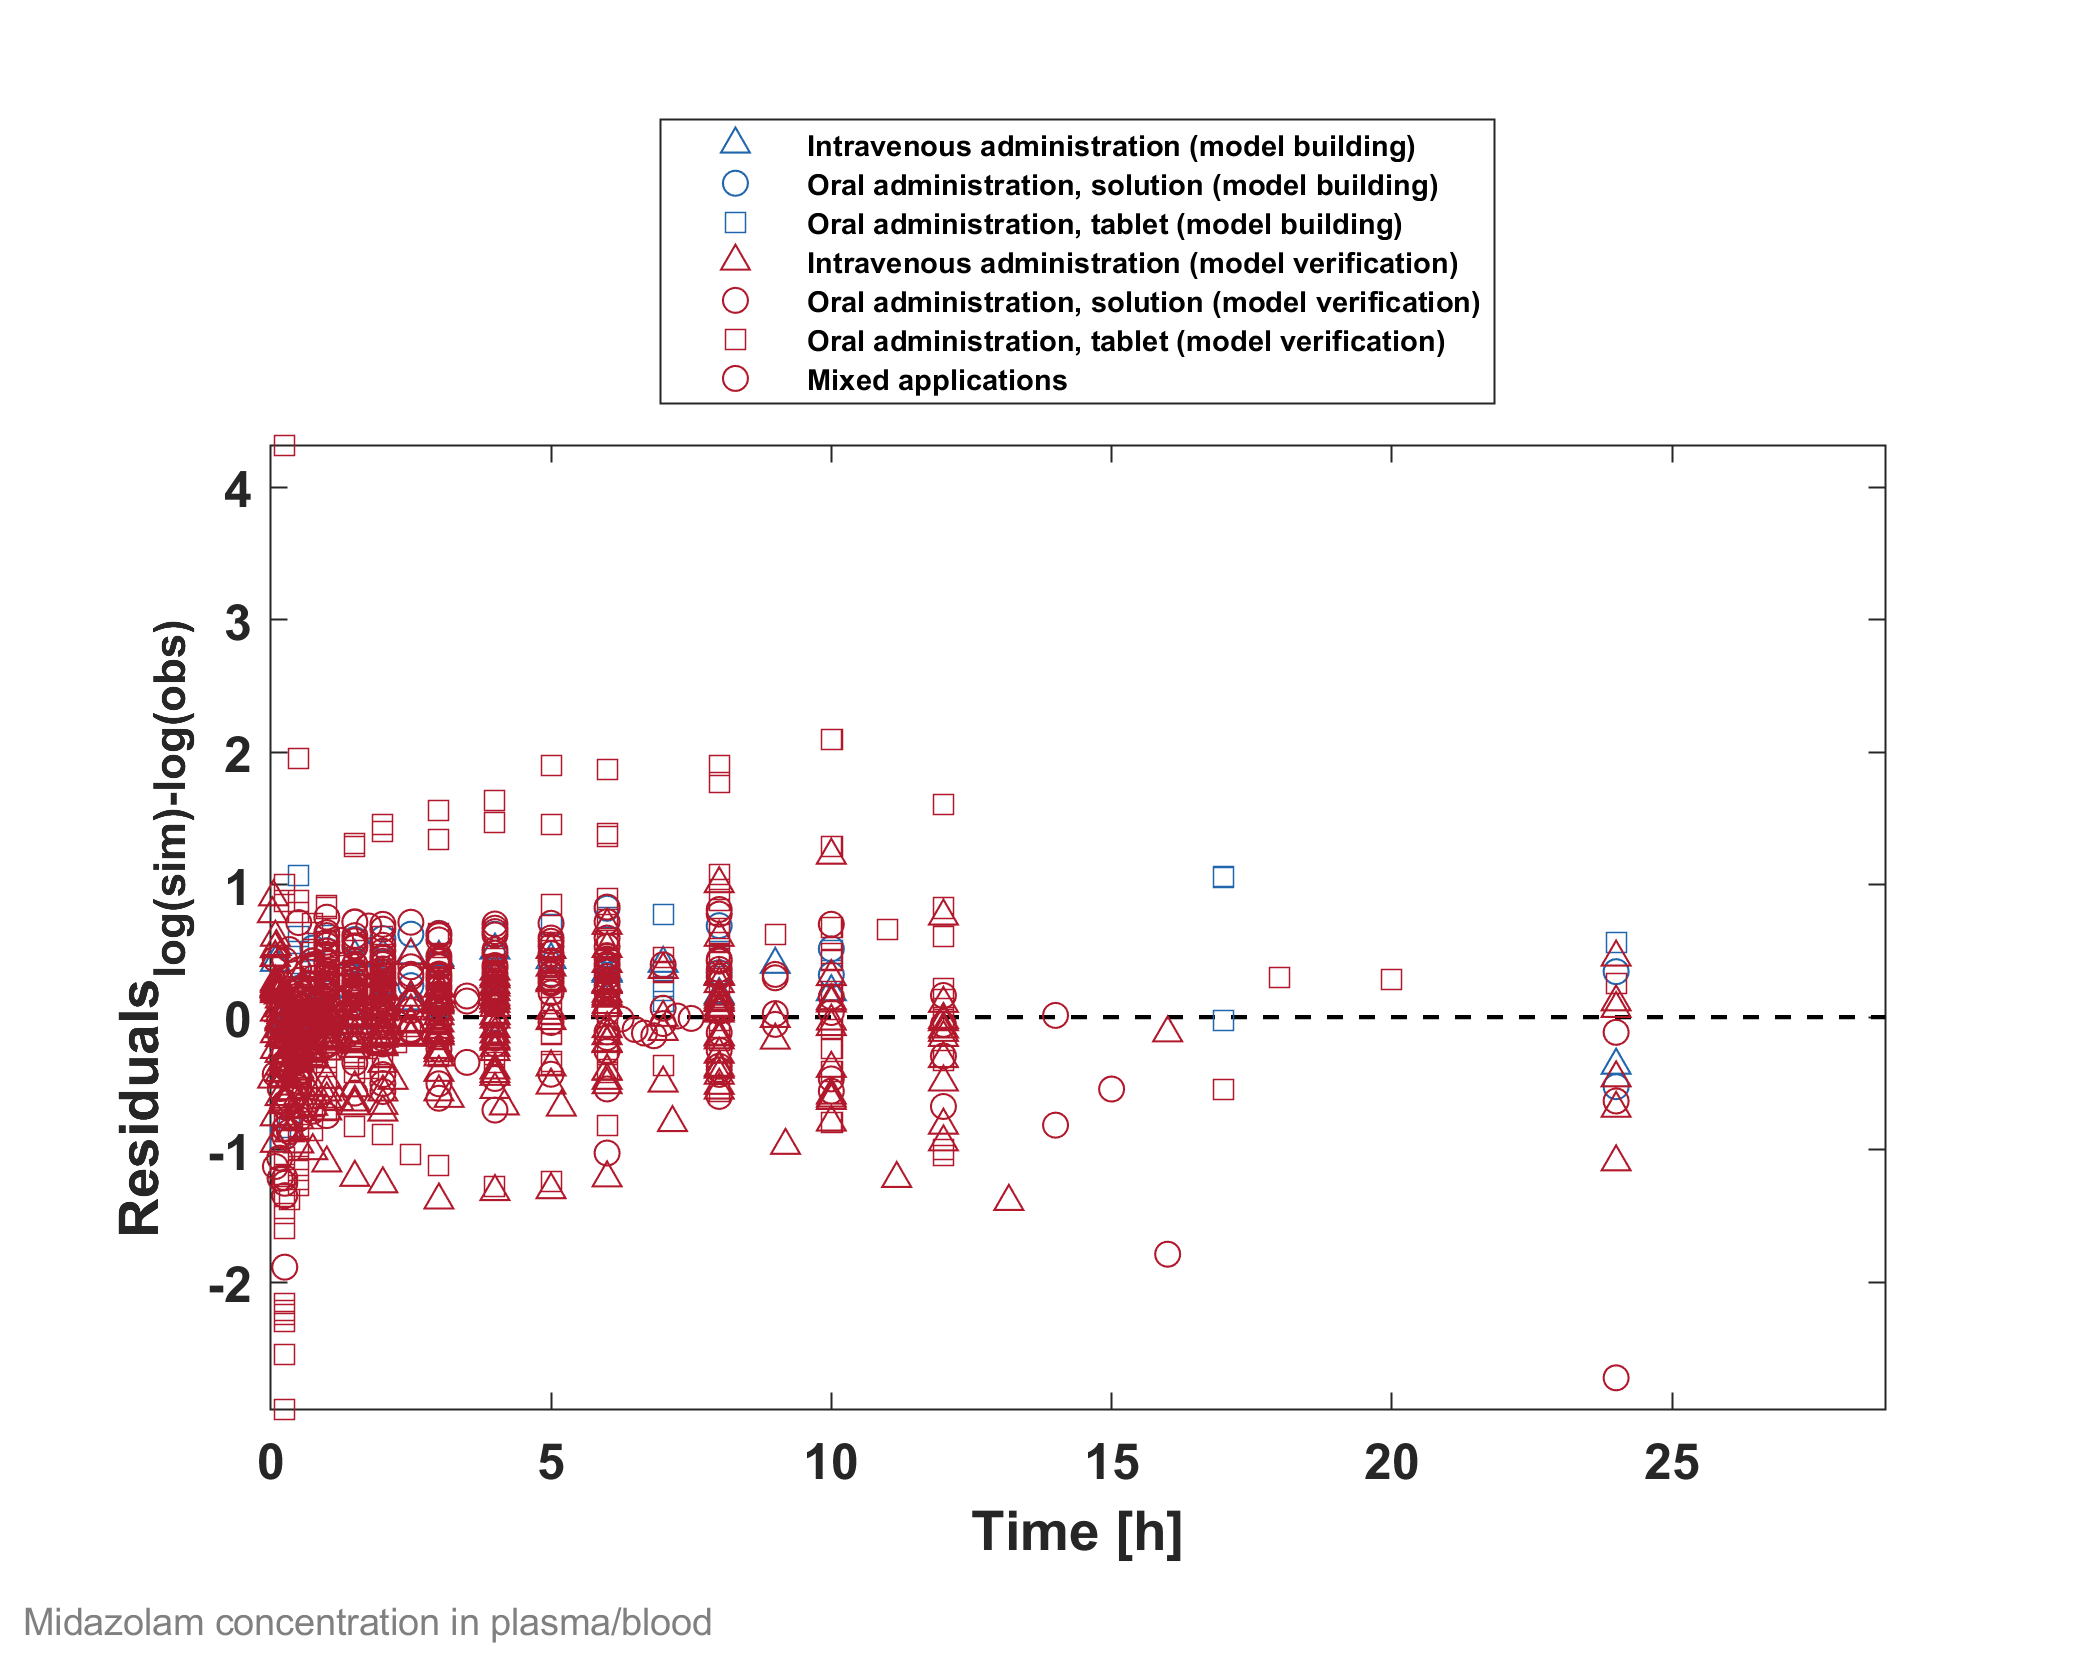 Intravenous administration (model building)
Oral administration, solution (model building)
Oral administration, tablet (model building)
Intravenous administration (model verification)
Oral administration, solution (model verification)
Oral administration, tablet (model verification)
Mixed applications
Residuals log(sim)-log(obs)
4
3
2
1
0
-1
-2
0 5 10 15 20 25
Time [h]
Midazolam concentration in plasma/blood